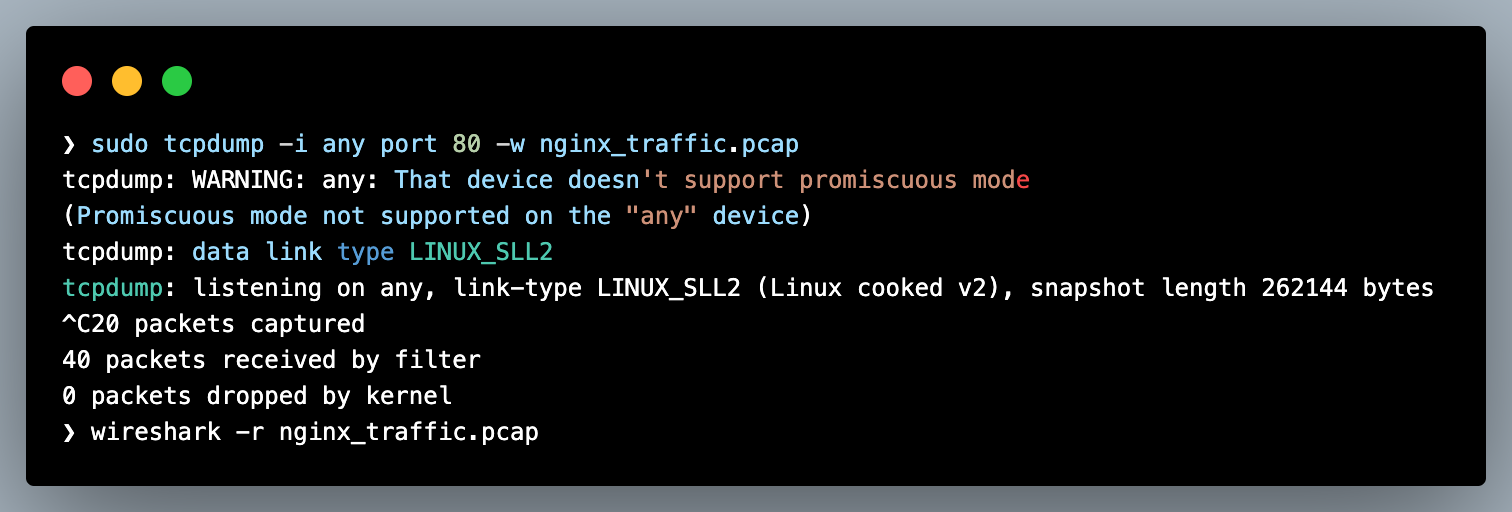 ❯ sudo tcpdump -i any port 80 -w nginx_traffic.pcap
tcpdump: WARNING: any: That device doesn't support promiscuous mode
(Promiscuous mode not supported on the "any" device)
tcpdump: data link type LINUX_SLL2
tcpdump: listening on any, link-type LINUX_SLL2 (Linux cooked v2), snapshot length 262144 bytes
^C20 packets captured
40 packets received by filter
0 packets dropped by kernel
❯ wireshark -r nginx_traffic.pcap